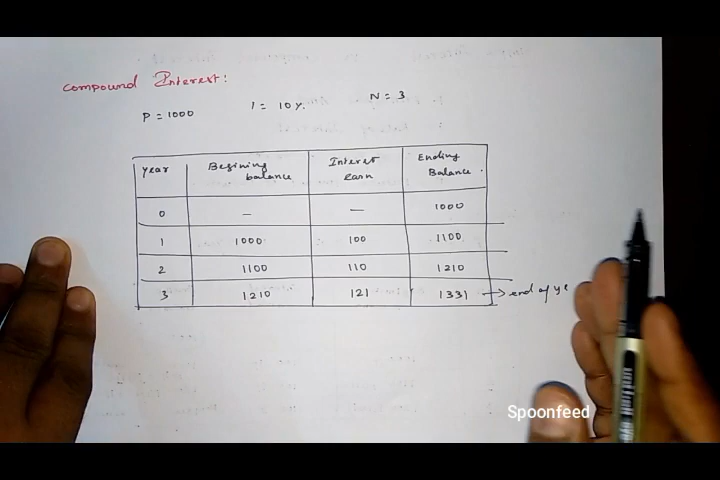 Compound Interest:
P = 1000 i = 10 %. N = 3
year Begining balance Interest earn Ending Balance.
0 — — 1000
1 1000 100 1100
2 1100 110 1210
3 1210 121 1331 → end of ye
Spoonfeed